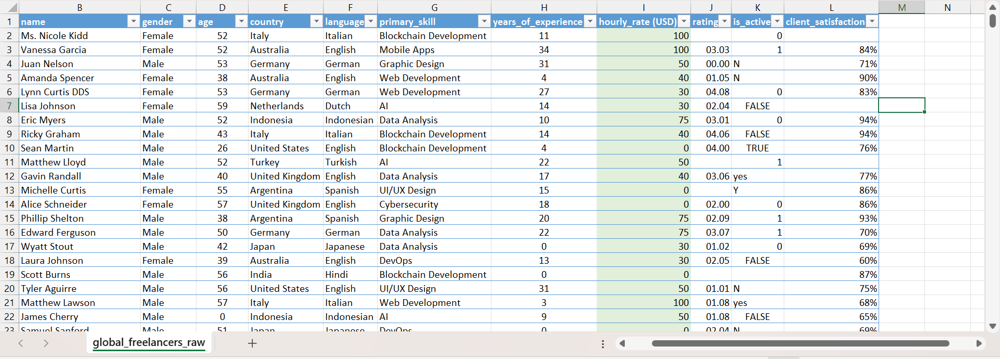 B C D E F G H I J K L M N
1 name gender age country language primary_skill years_of_experience hourly_rate (USD) rating is_active client_satisfaction
2 Ms. Nicole Kidd Female 52 Italy Italian Blockchain Development 11 100 0
3 Vanessa Garcia Female 52 Australia English Mobile Apps 34 100 03.03 1 84%
4 Juan Nelson Male 53 Germany German Graphic Design 31 50 00.00 N 71%
5 Amanda Spencer Female 38 Australia English Web Development 4 40 01.05 N 90%
6 Lynn Curtis DDS Female 53 Germany German Web Development 27 30 04.08 0 83%
7 Lisa Johnson Female 59 Netherlands Dutch AI 14 30 02.04 FALSE
8 Eric Myers Male 52 Indonesia Indonesian Data Analysis 10 75 03.01 0 94%
9 Ricky Graham Male 43 Italy Italian Blockchain Development 14 40 04.06 FALSE 94%
10 Sean Martin Male 26 United States English Blockchain Development 4 0 04.00 TRUE 76%
11 Matthew Lloyd Male 52 Turkey Turkish AI 22 50 1
12 Gavin Randall Male 40 United Kingdom English Data Analysis 17 40 03.06 yes 77%
13 Michelle Curtis Female 55 Argentina Spanish UI/UX Design 15 0 Y 86%
14 Alice Schneider Female 57 United Kingdom English Cybersecurity 18 0 02.00 0 86%
15 Phillip Shelton Male 38 Argentina Spanish Graphic Design 20 75 02.09 1 93%
16 Edward Ferguson Male 50 Germany German Data Analysis 22 75 03.07 1 70%
17 Wyatt Stout Male 42 Japan Japanese Data Analysis 0 30 01.02 0 69%
18 Laura Johnson Female 39 Australia English DevOps 13 30 02.05 FALSE 60%
19 Scott Burns Male 56 India Hindi Blockchain Development 0 0 87%
20 Tyler Aguirre Male 56 United States English UI/UX Design 31 50 01.01 N 75%
21 Matthew Lawson Male 57 Italy Italian Web Development 3 100 01.08 yes 68%
22 James Cherry Male 0 Indonesia Indonesian AI 9 50 01.08 FALSE 65%
23 Samuel Sanford Male 51 Japan Japanese DevOps 0 0 02.04 N 69%
global_freelancers_raw